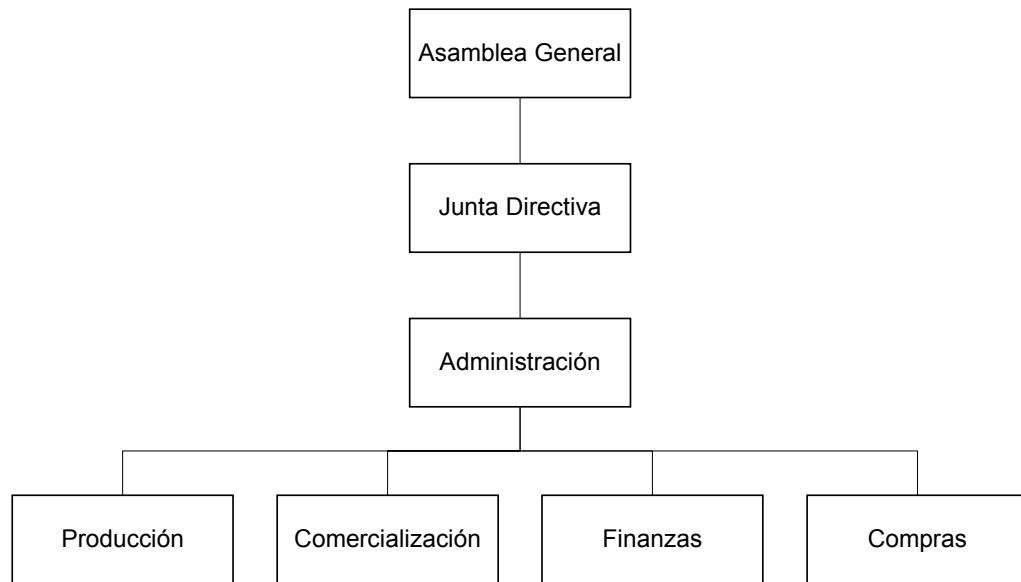 Asamblea General
Junta Directiva
Administración
Producción
Comercialización
Finanzas
Compras